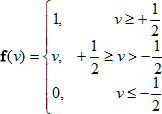 f(v) = { 1, v ≥ +1/2
v, +1/2 ≥ v > -1/2
0, v ≤ -1/2